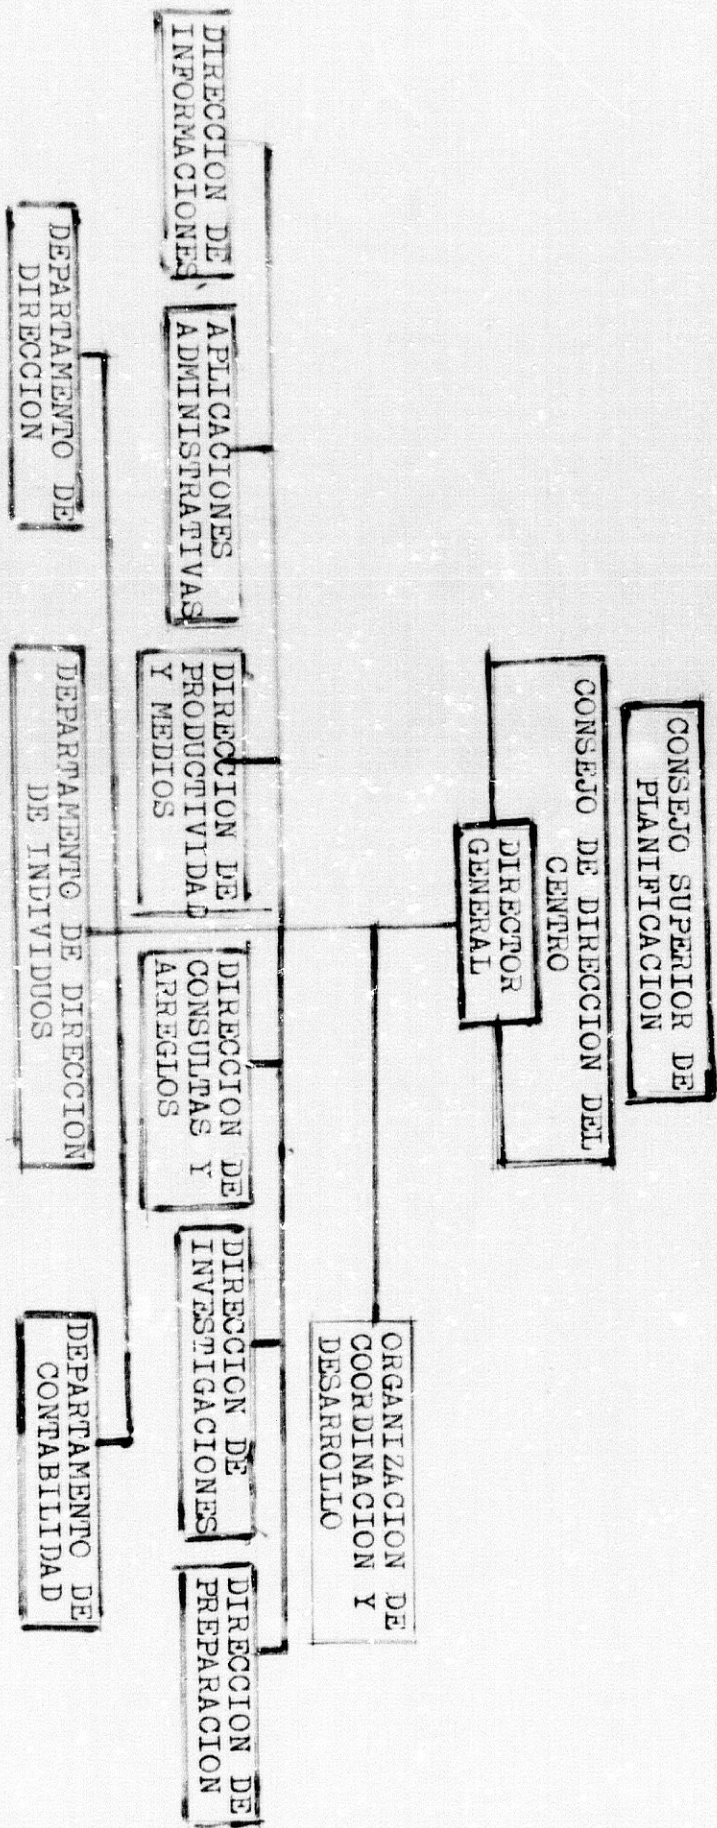 CONSEJO SUPERIOR DE
PLANIFICACION
CONSEJO DE DIRECCION DEL
CENTRO
DIRECTOR
GENERAL
ORGANIZACION DE
COORDINACION Y
DESARROLLO
DIRECCION DE
INFORMACIONES
APLICACIONES
ADMINISTRATIVAS
DIRECCION DE
PRODUCTIVIDAD
Y MEDIOS
DIRECCION DE
CONSULTAS Y
ARREGLOS
DIRECCION DE
INVESTIGACIONES
DIRECCION DE
PREPARACION
DEPARTAMENTO DE
DIRECCION
DEPARTAMENTO DE DIRECCION
DE INDIVIDUOS
DEPARTAMENTO DE
CONTABILIDAD